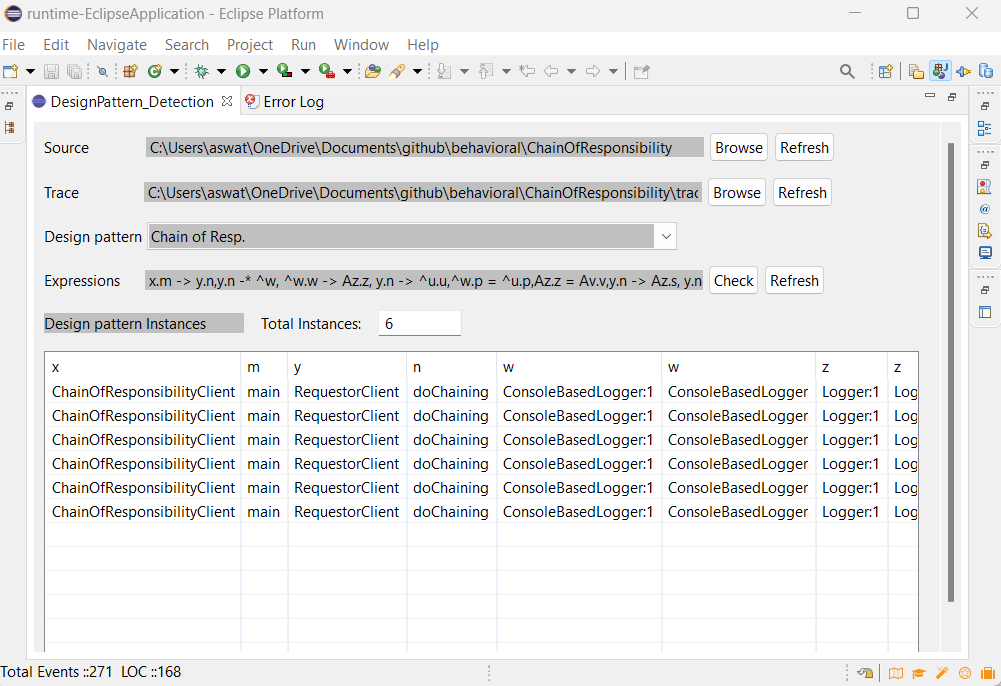 runtime-EclipseApplication - Eclipse Platform
File Edit Navigate Search Project Run Window Help
DesignPattern_Detection Error Log
Source C:\Users\aswat\OneDrive\Documents\github\behavioral\ChainOfResponsibility Browse Refresh
Trace C:\Users\aswat\OneDrive\Documents\github\behavioral\ChainOfResponsibility\trac Browse Refresh
Design pattern Chain of Resp.
Expressions x.m -> y.n,y.n -* ^w, ^w.w -> Az.z, y.n -> ^u.u,^w.p = ^u.p,Az.z = Av.v,y.n -> Az.s, y.n Check Refresh
Design pattern Instances Total Instances: 6
x m y n w w z z
ChainOfResponsibilityClient main RequestorClient doChaining ConsoleBasedLogger:1 ConsoleBasedLogger Logger:1 Log
ChainOfResponsibilityClient main RequestorClient doChaining ConsoleBasedLogger:1 ConsoleBasedLogger Logger:1 Log
ChainOfResponsibilityClient main RequestorClient doChaining ConsoleBasedLogger:1 ConsoleBasedLogger Logger:1 Log
ChainOfResponsibilityClient main RequestorClient doChaining ConsoleBasedLogger:1 ConsoleBasedLogger Logger:1 Log
ChainOfResponsibilityClient main RequestorClient doChaining ConsoleBasedLogger:1 ConsoleBasedLogger Logger:1 Log
ChainOfResponsibilityClient main RequestorClient doChaining ConsoleBasedLogger:1 ConsoleBasedLogger Logger:1 Log
Total Events ::271 LOC ::168